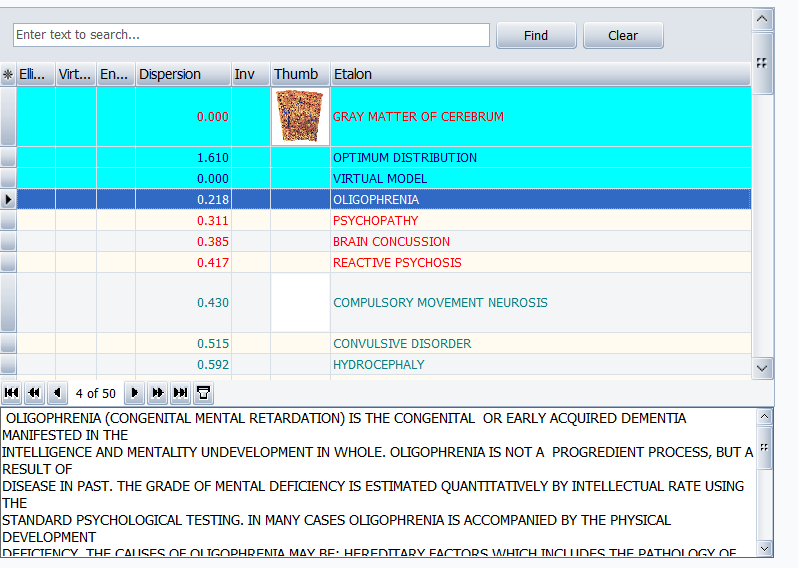 Enter text to search...
Find
Clear
Elli... Virt... En... Dispersion Inv Thumb Etalon
0.000 GRAY MATTER OF CEREBRUM
1.610 OPTIMUM DISTRIBUTION
0.000 VIRTUAL MODEL
0.218 OLIGOPHRENIA
0.311 PSYCHOPATHY
0.385 BRAIN CONCUSSION
0.417 REACTIVE PSYCHOSIS
0.430 COMPULSORY MOVEMENT NEUROSIS
0.515 CONVULSIVE DISORDER
0.592 HYDROCEPHALY
4 of 50
OLIGOPHRENIA (CONGENITAL MENTAL RETARDATION) IS THE CONGENITAL OR EARLY ACQUIRED DEMENTIA
MANIFESTED IN THE
INTELLIGENCE AND MENTALITY UNDEVELOPMENT IN WHOLE. OLIGOPHRENIA IS NOT A PROGREDIENT PROCESS, BUT A
RESULT OF
DISEASE IN PAST. THE GRADE OF MENTAL DEFICIENCY IS ESTIMATED QUANTITATIVELY BY INTELLECTUAL RATE USING
THE
STANDARD PSYCHOLOGICAL TESTING. IN MANY CASES OLIGOPHRENIA IS ACCOMPANIED BY THE PHYSICAL
DEVELOPMENT
DEFICIENCY. THE CAUSES OF OLIGOPHRENIA MAY BE: HEREDITARY FACTORS WHICH INCLUDES THE PATHOLOGY OF